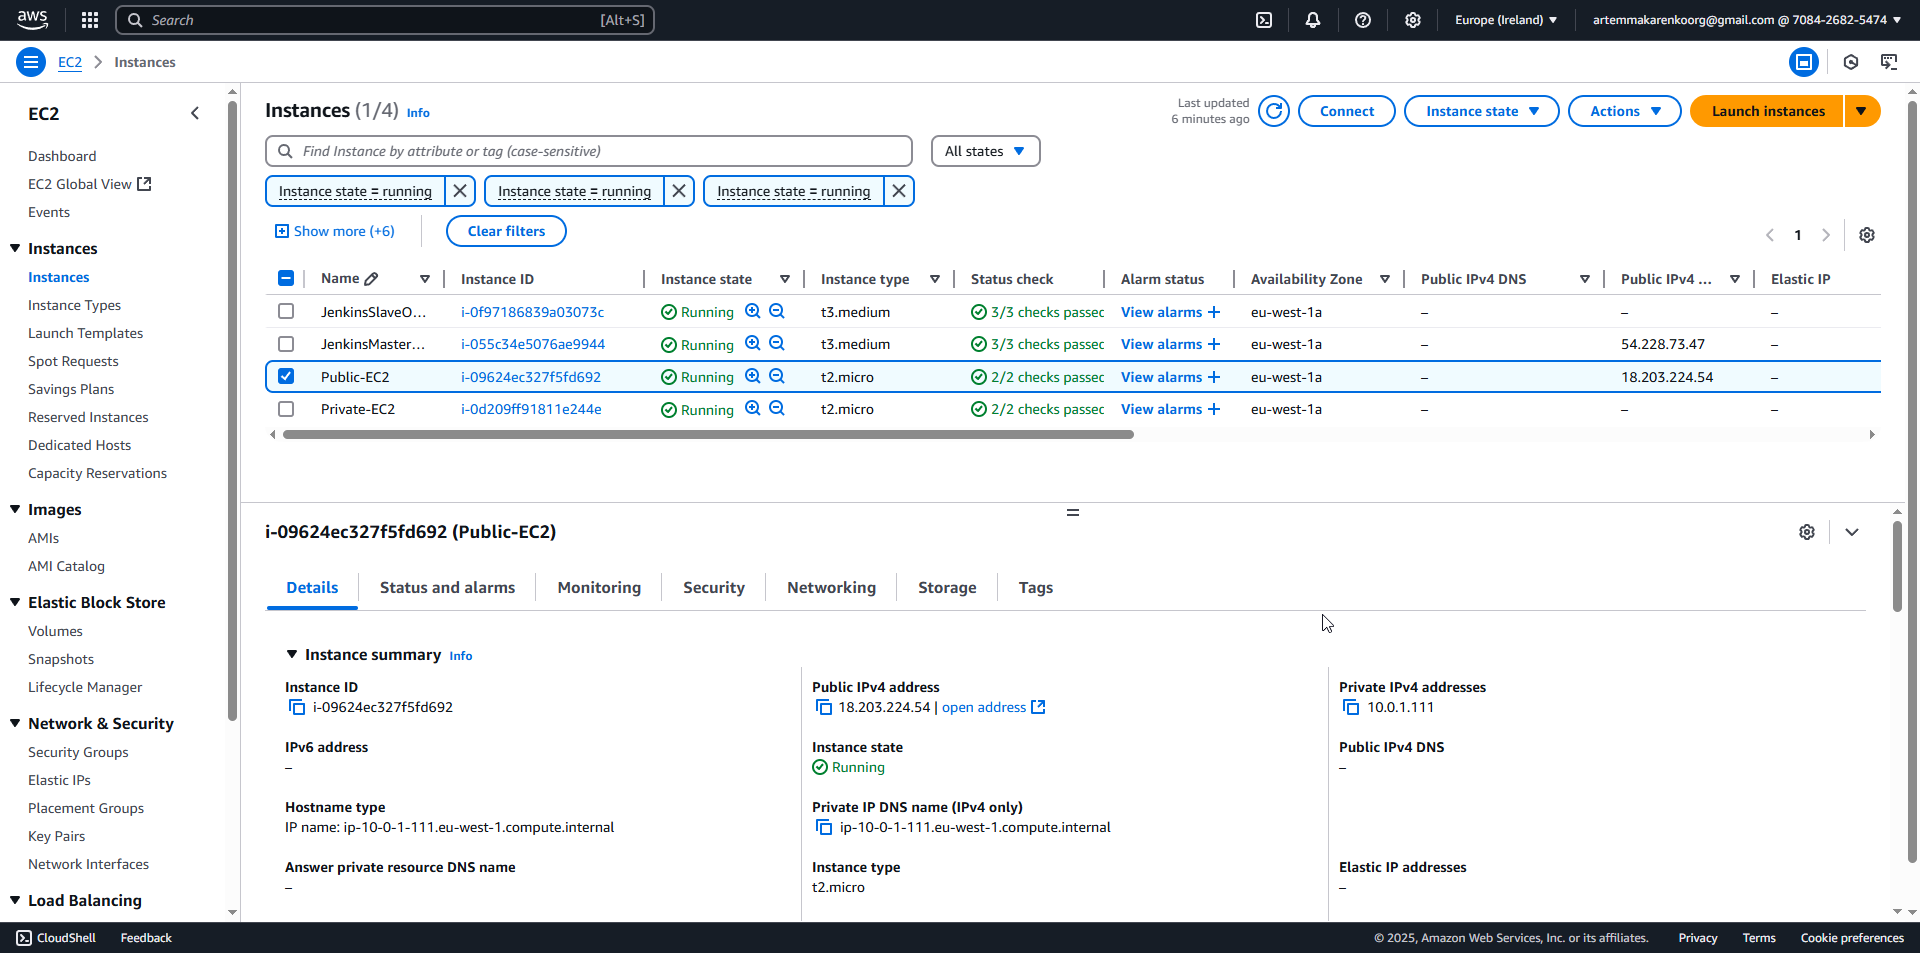 aws
Search [Alt+S]
Europe (Ireland)
artemmakarenkoorg@gmail.com @ 7084-2682-5474
EC2 Instances
EC2
Dashboard
EC2 Global View
Events
Instances
Instances
Instance Types
Launch Templates
Spot Requests
Savings Plans
Reserved Instances
Dedicated Hosts
Capacity Reservations
Images
AMIs
AMI Catalog
Elastic Block Store
Volumes
Snapshots
Lifecycle Manager
Network & Security
Security Groups
Elastic IPs
Placement Groups
Key Pairs
Network Interfaces
Load Balancing
Instances (1/4) Info
Last updated
6 minutes ago
Connect
Instance state
Actions
Launch instances
Find Instance by attribute or tag (case-sensitive)
All states
Instance state = running
Instance state = running
Instance state = running
Show more (+6)
Clear filters
1
Name Instance ID Instance state Instance type Status check Alarm status Availability Zone Public IPv4 DNS Public IPv4 ... Elastic IP
JenkinsSlaveO... i-0f97186839a03073c Running t3.medium 3/3 checks passec View alarms + eu-west-1a – – –
JenkinsMaster... i-055c34e5076ae9944 Running t3.medium 3/3 checks passec View alarms + eu-west-1a – 54.228.73.47 –
Public-EC2 i-09624ec327f5fd692 Running t2.micro 2/2 checks passec View alarms + eu-west-1a – 18.203.224.54 –
Private-EC2 i-0d209ff91811e244e Running t2.micro 2/2 checks passec View alarms + eu-west-1a – – –
i-09624ec327f5fd692 (Public-EC2)
Details
Status and alarms
Monitoring
Security
Networking
Storage
Tags
Instance summary Info
Instance ID
i-09624ec327f5fd692
Public IPv4 address
18.203.224.54 | open address
Private IPv4 addresses
10.0.1.111
IPv6 address
–
Instance state
Running
Public IPv4 DNS
–
Hostname type
IP name: ip-10-0-1-111.eu-west-1.compute.internal
Private IP DNS name (IPv4 only)
ip-10-0-1-111.eu-west-1.compute.internal
Answer private resource DNS name
–
Instance type
t2.micro
Elastic IP addresses
–
CloudShell
Feedback
© 2025, Amazon Web Services, Inc. or its affiliates.
Privacy
Terms
Cookie preferences